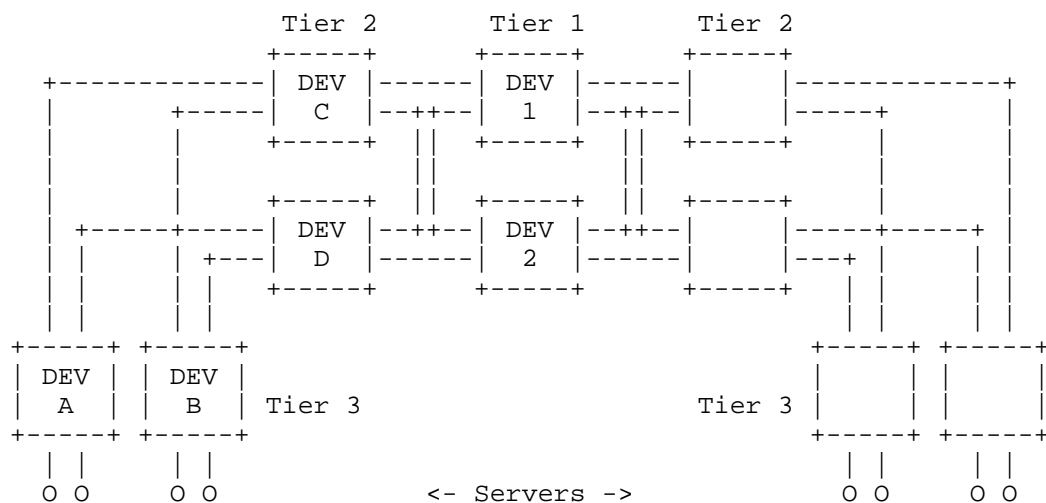 Tier 2 Tier 1 Tier 2
DEV DEV
C 1
DEV DEV
D 2
DEV DEV
A B Tier 3 Tier 3
O O O O <- Servers -> O O O O